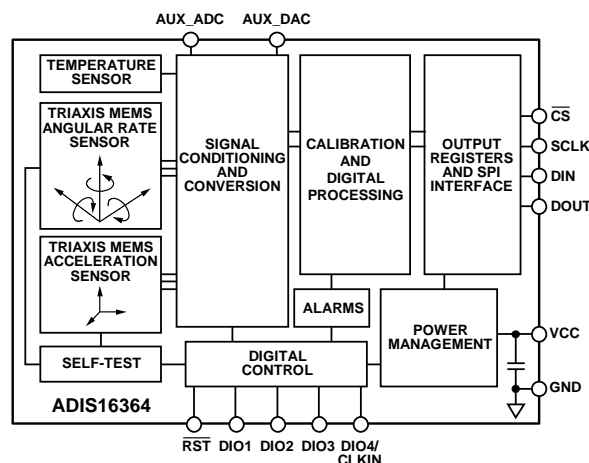 AUX_ADC
AUX_DAC
TEMPERATURE
SENSOR
TRIAXIS MEMS
ANGULAR RATE
SENSOR
TRIAXIS MEMS
ACCELERATION
SENSOR
SELF-TEST
SIGNAL
CONDITIONING
AND
CONVERSION
CALIBRATION
AND
DIGITAL
PROCESSING
OUTPUT
REGISTERS
AND SPI
INTERFACE
CS
SCLK
DIN
DOUT
ALARMS
POWER
MANAGEMENT
VCC
DIGITAL
CONTROL
GND
ADIS16364
RST
DIO1
DIO2
DIO3
DIO4/
CLKIN